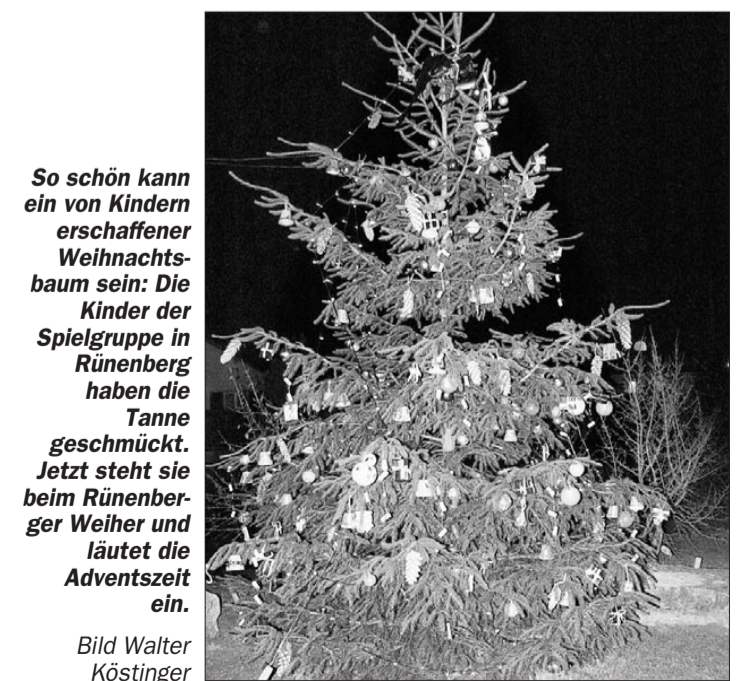 So schön kann
ein von Kindern
erschaffener
Weihnachts-
baum sein: Die
Kinder der
Spielgruppe in
Rünenberg
haben die
Tanne
geschmückt.
Jetzt steht sie
beim Rünenber-
ger Weiher und
läutet die
Adventszeit
ein.
Bild Walter
Köstinger